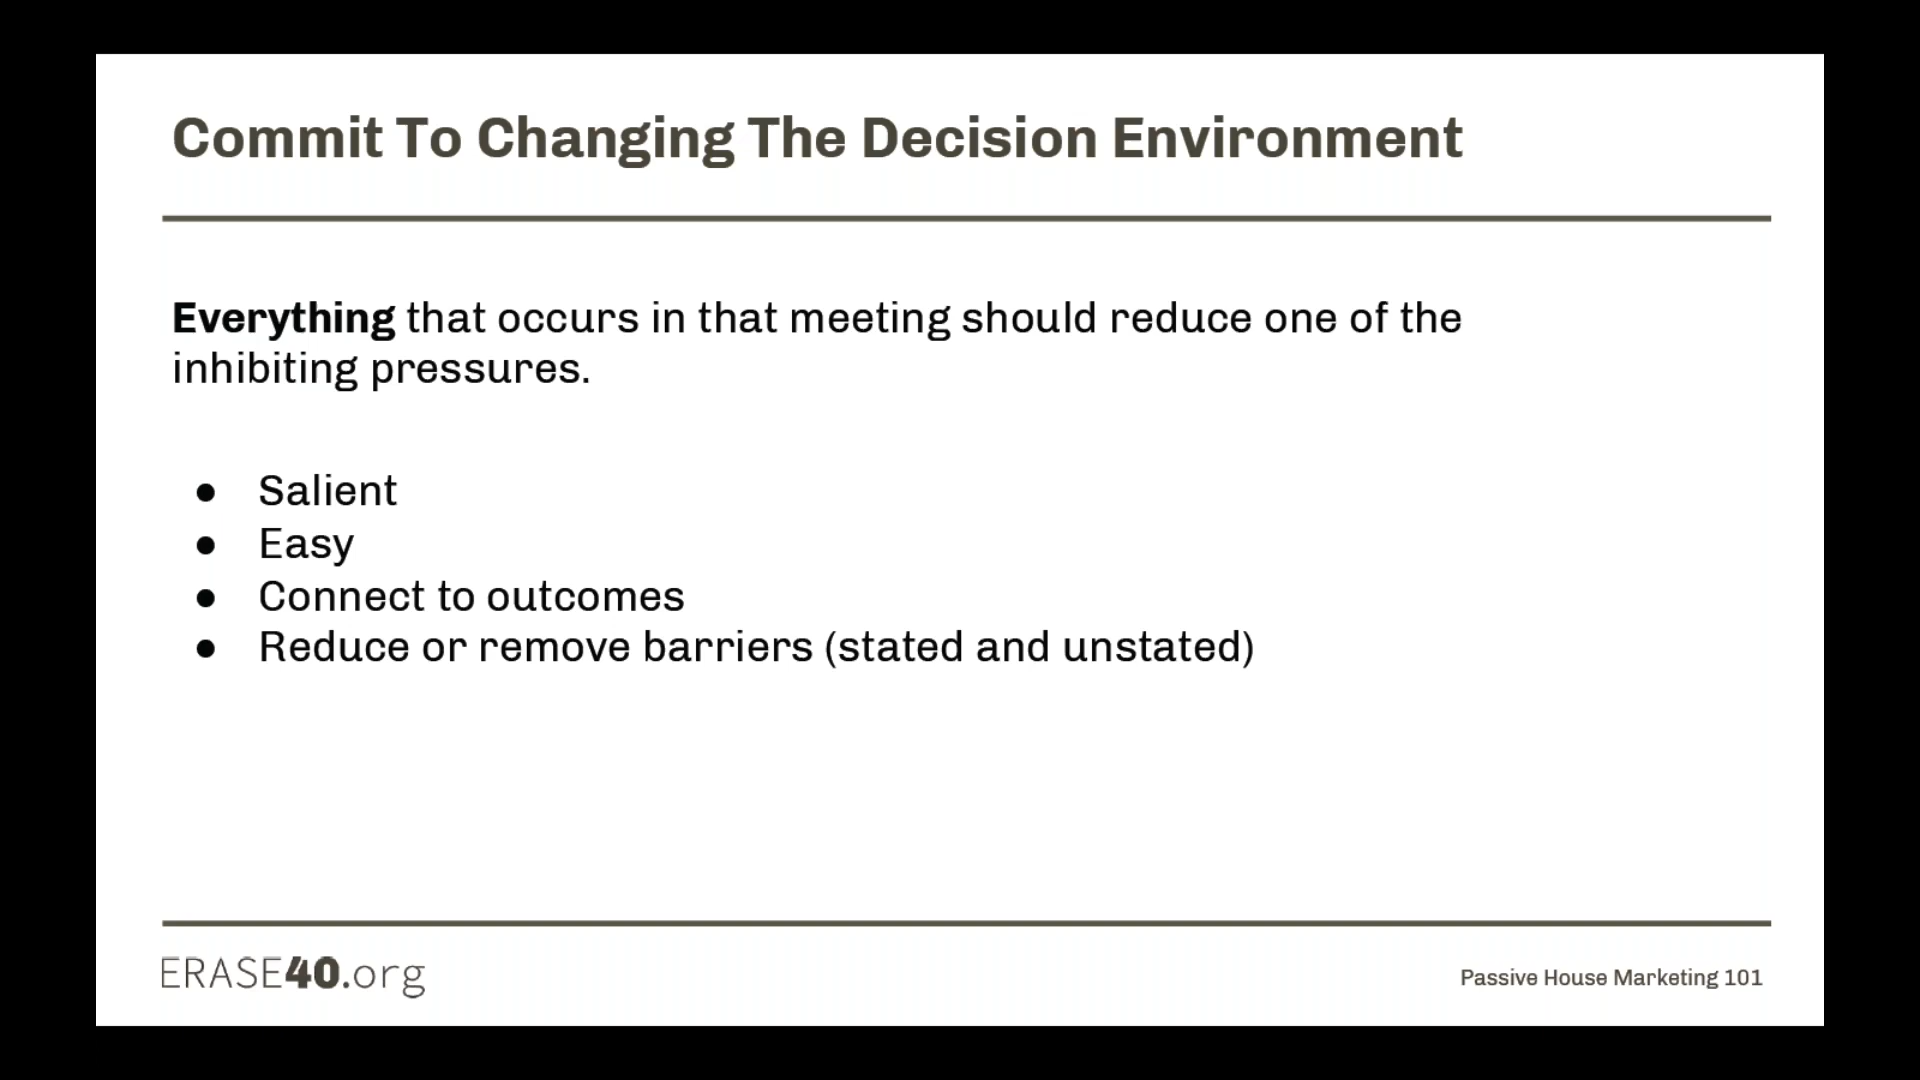 Commit To Changing The Decision Environment
Everything that occurs in that meeting should reduce one of the
inhibiting pressures.
● Salient
● Easy
● Connect to outcomes
● Reduce or remove barriers (stated and unstated)
ERASE40.org
Passive House Marketing 101